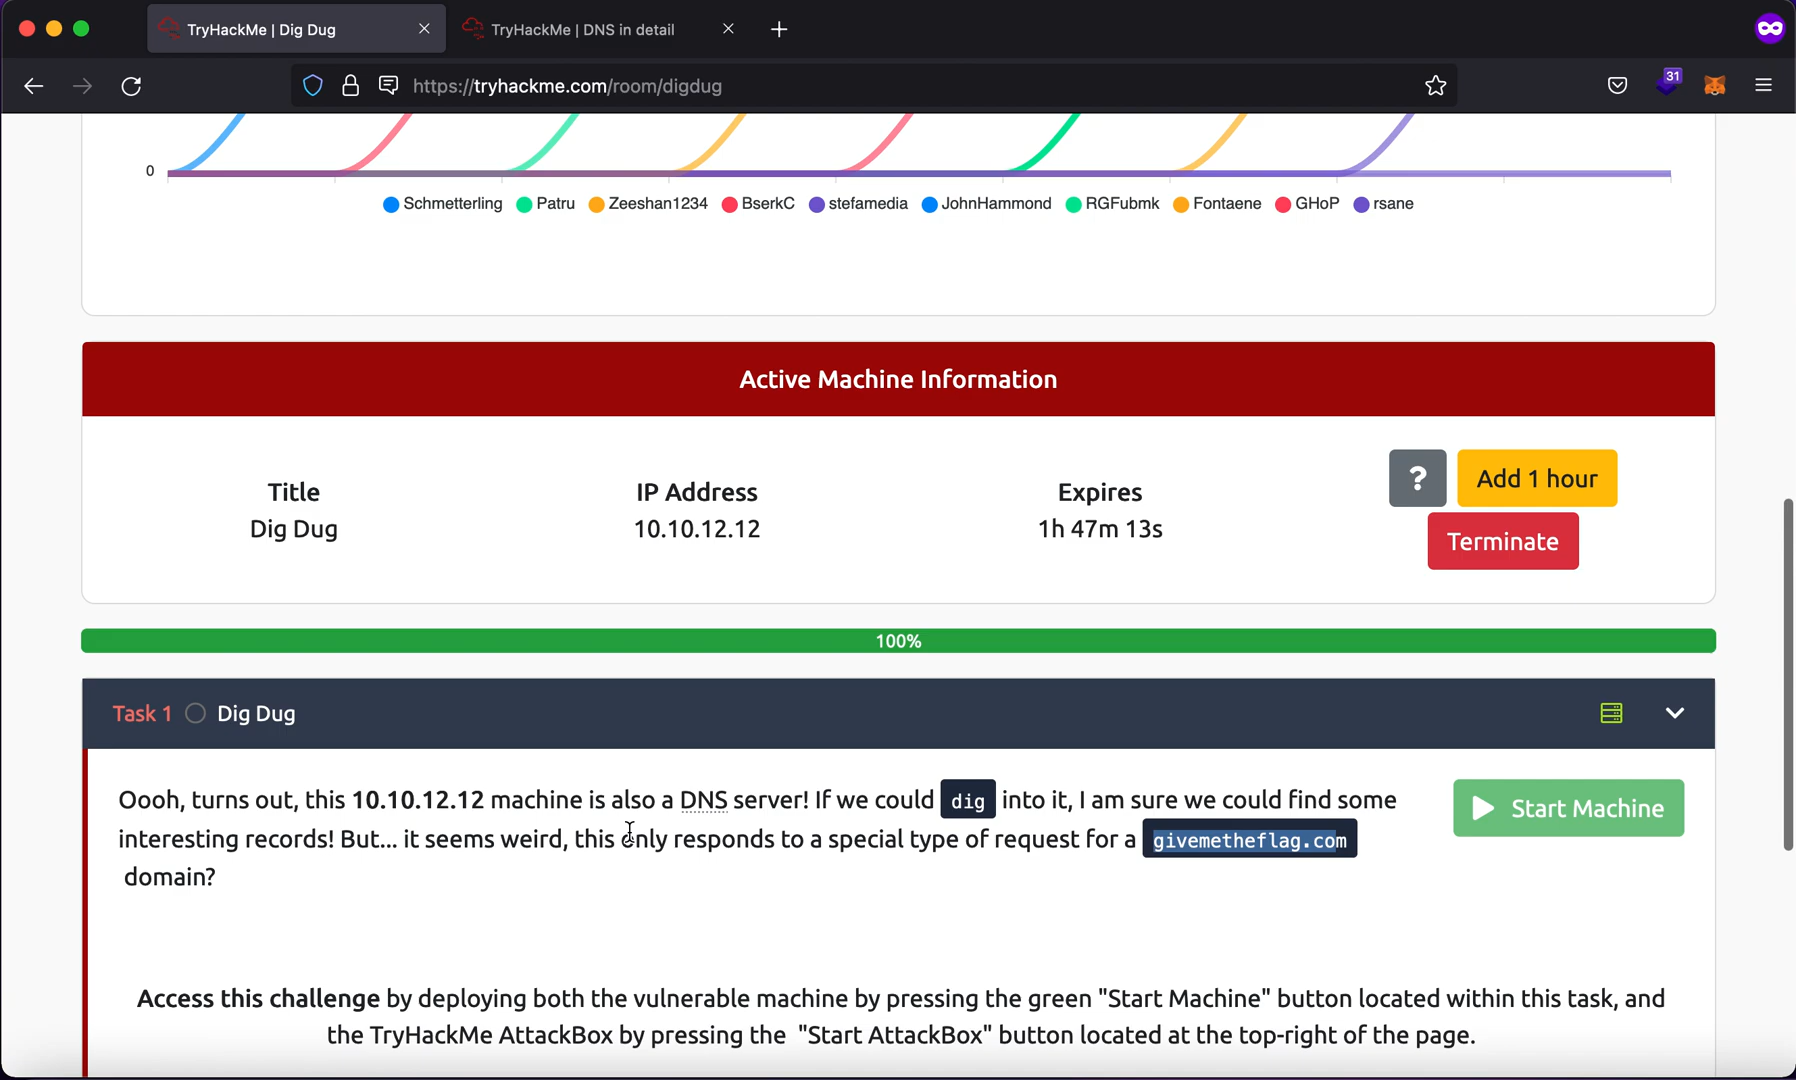 TryHackMe | Dig Dug
TryHackMe | DNS in detail
https://tryhackme.com/room/digdug
31
0
Schmetterling Patru Zeeshan1234 BserkC stefamedia JohnHammond RGFubmk Fontaene GHoP rsane
Active Machine Information
Title
Dig Dug
IP Address
10.10.12.12
Expires
1h 47m 13s
?
Add 1 hour
Terminate
100%
Task 1 Dig Dug
Oooh, turns out, this 10.10.12.12 machine is also a DNS server! If we could dig into it, I am sure we could find some
interesting records! But... it seems weird, this only responds to a special type of request for a givemetheflag.com
domain?
Start Machine
Access this challenge by deploying both the vulnerable machine by pressing the green "Start Machine" button located within this task, and
the TryHackMe AttackBox by pressing the "Start AttackBox" button located at the top-right of the page.